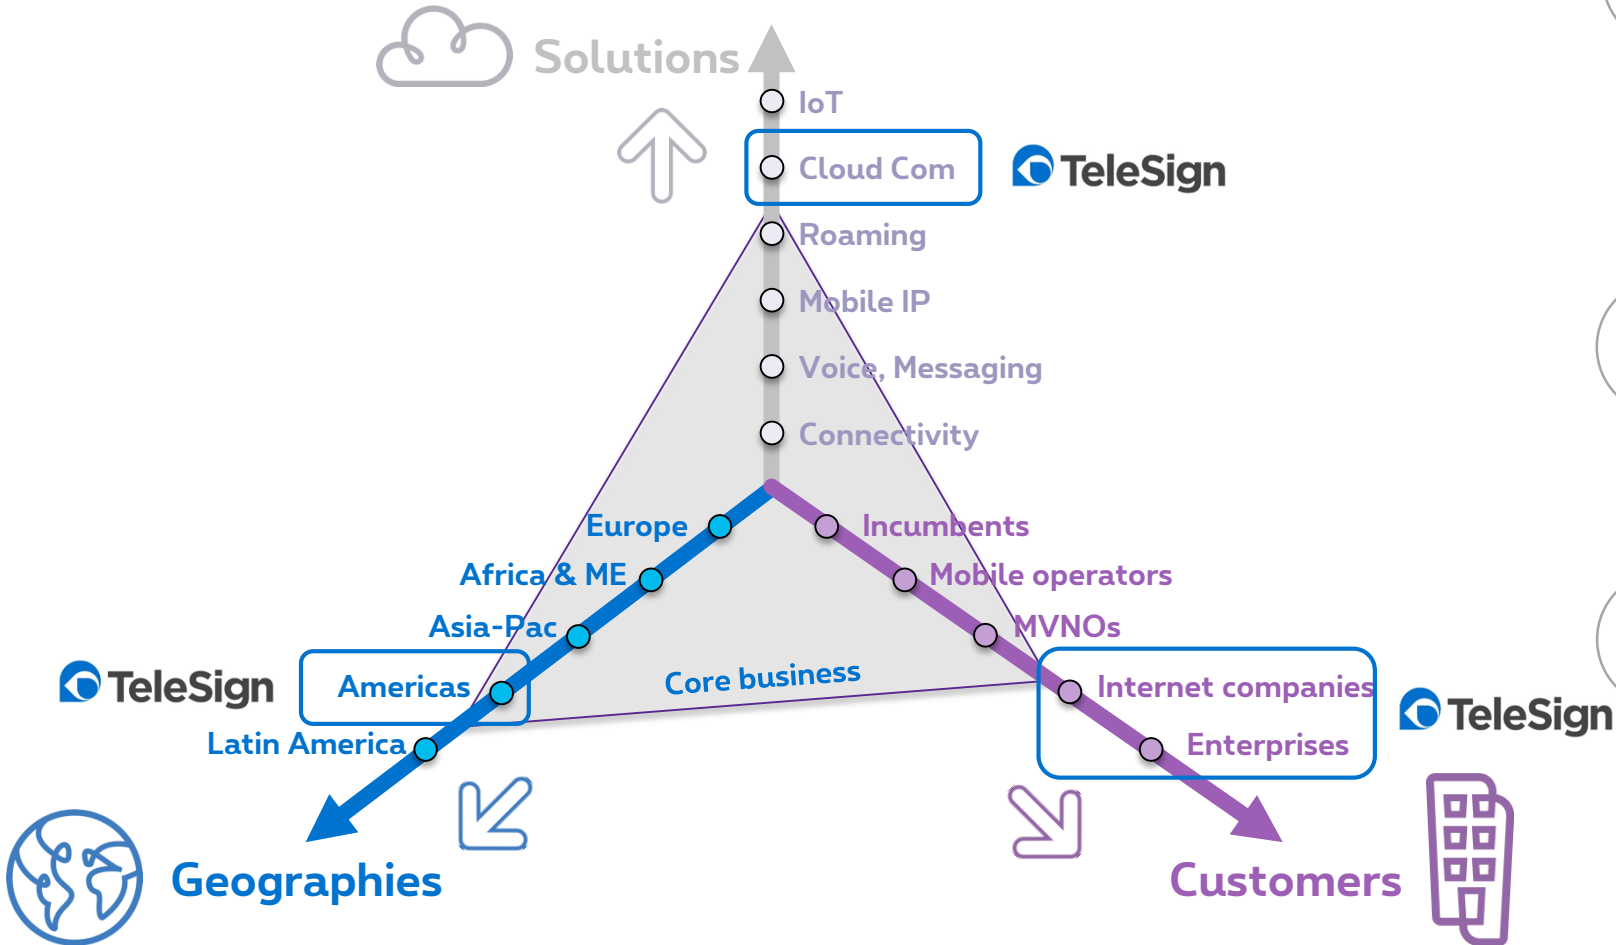 Solutions
IoT
Cloud Com
TeleSign
Roaming
Mobile IP
Voice, Messaging
Connectivity
Europe
Incumbents
Africa & ME
Mobile operators
Asia-Pac
MVNOs
TeleSign
Americas
Core business
Internet companies
TeleSign
Latin America
Enterprises
Geographies
Customers